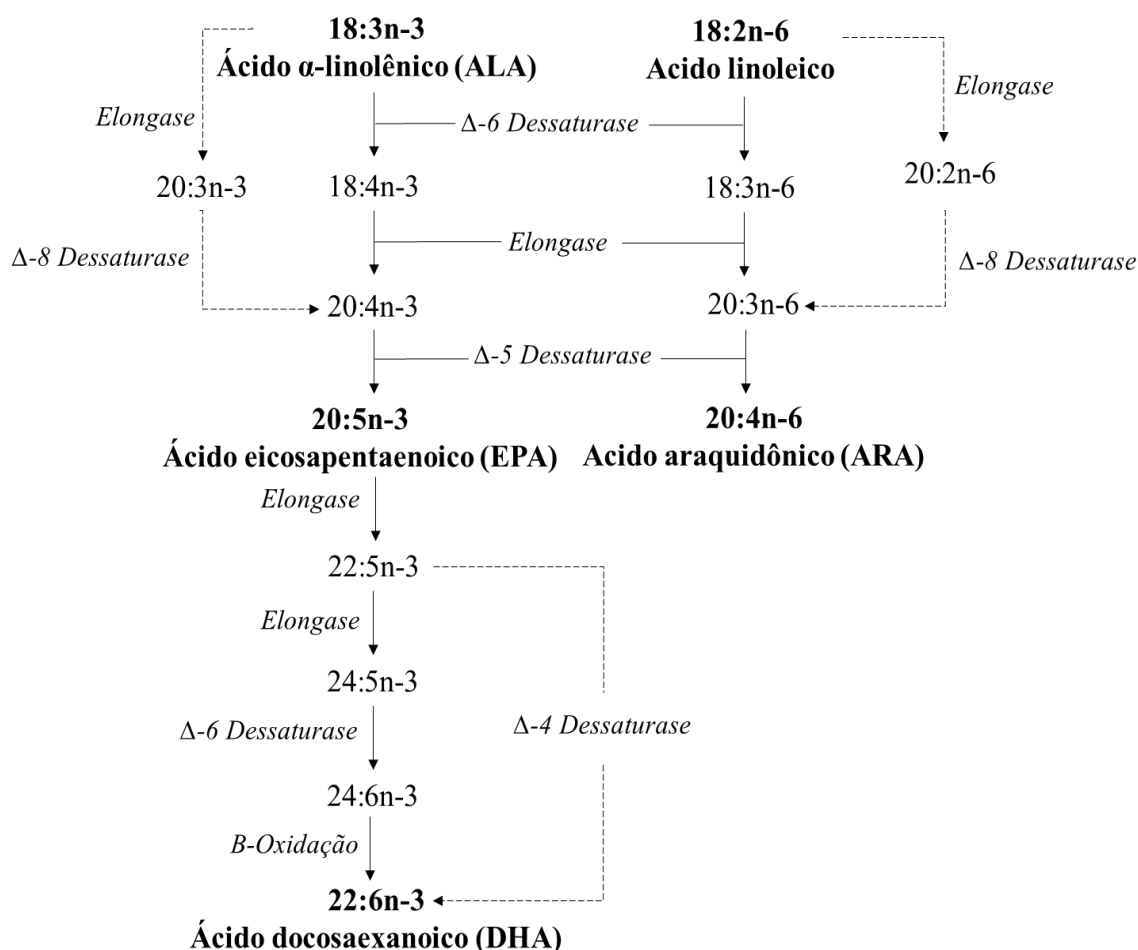 18:3n-3
Ácido α-linolênico (ALA)
18:2n-6
Acido linoleico
Elongase
Δ-6 Dessaturase
Elongase
20:3n-3
18:4n-3
18:3n-6
20:2n-6
Δ-8 Dessaturase
Elongase
Δ-8 Dessaturase
20:4n-3
20:3n-6
Δ-5 Dessaturase
20:5n-3
Ácido eicosapentaenoico (EPA)
20:4n-6
Acido araquidônico (ARA)
Elongase
22:5n-3
Elongase
24:5n-3
Δ-6 Dessaturase
Δ-4 Dessaturase
24:6n-3
B-Oxidação
22:6n-3
Ácido docosaexanoico (DHA)